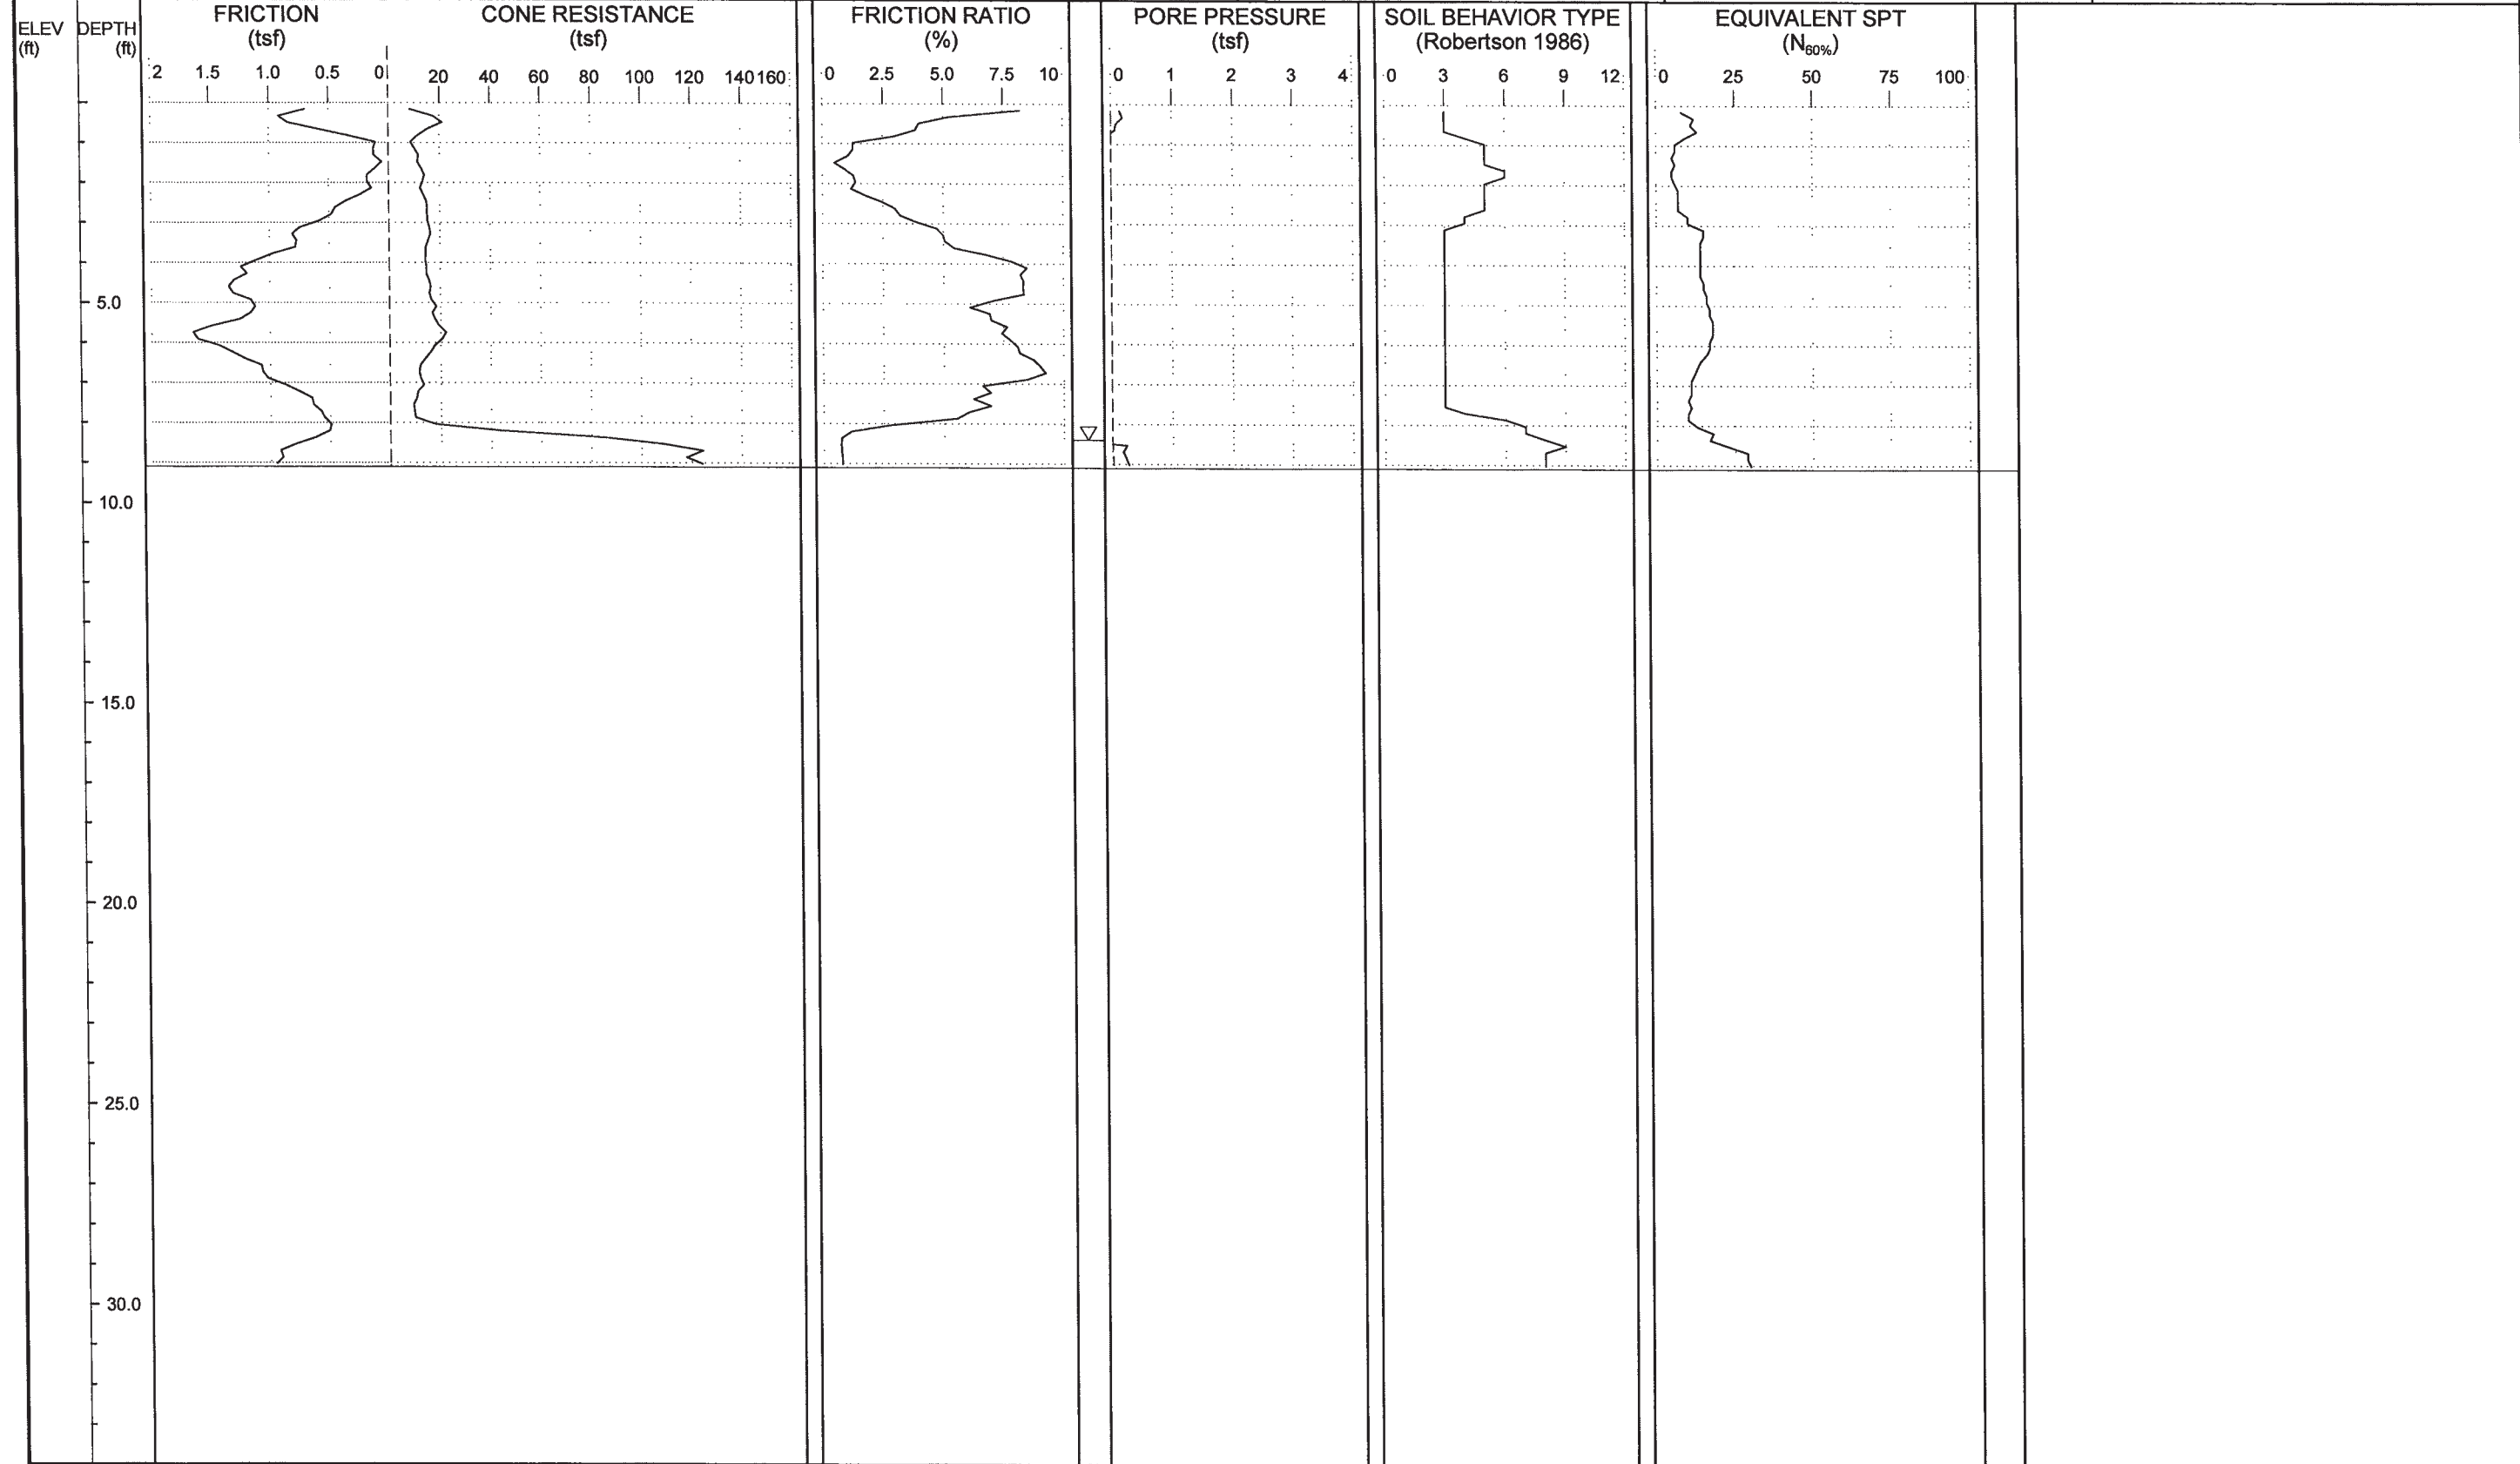 ELEV
(ft)
DEPTH
(ft)
FRICTION
(tsf)
CONE RESISTANCE
(tsf)
FRICTION RATIO
(%)
PORE PRESSURE
(tsf)
SOIL BEHAVIOR TYPE
(Robertson 1986)
EQUIVALENT SPT
(N60%)
2 1.5 1.0 0.5 0 20 40 60 80 100 120 140 160
0 2.5 5.0 7.5 10
0 1 2 3 4
0 3 6 9 12
0 25 50 75 100
5.0
10.0
15.0
20.0
25.0
30.0